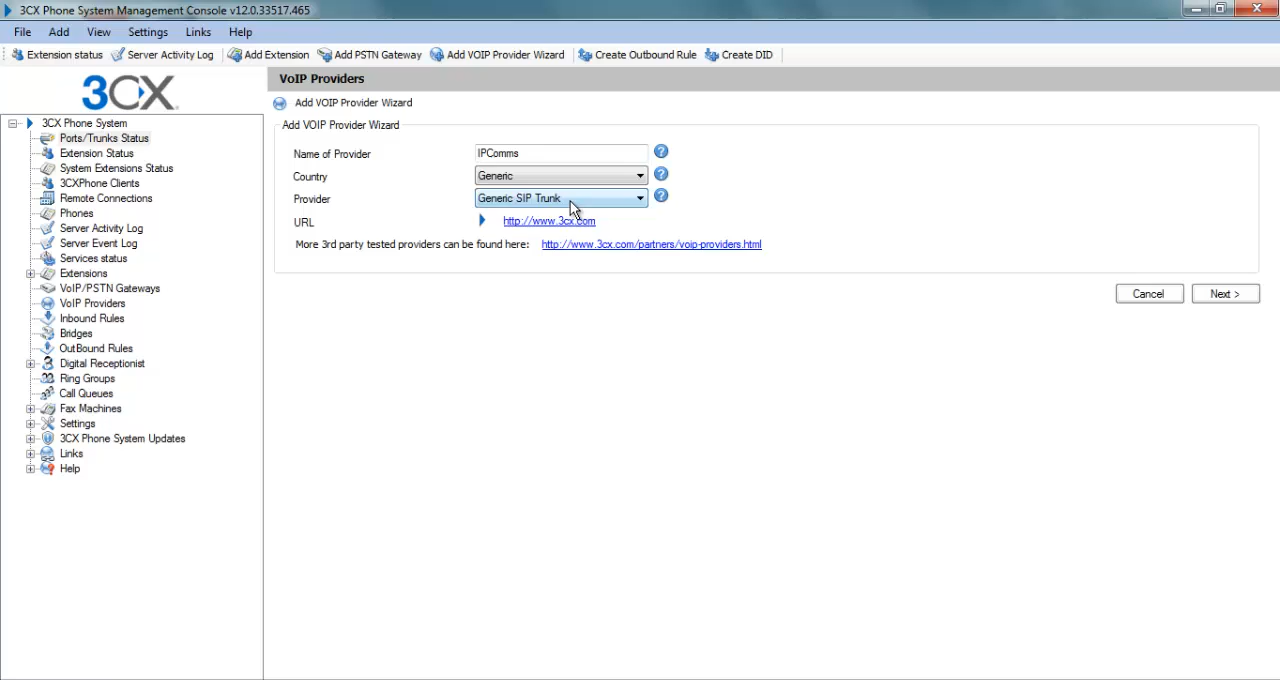 3CX Phone System Management Console v12.0.33517.465
File Add View Settings Links Help
Extension status Server Activity Log Add Extension Add PSTN Gateway Add VOIP Provider Wizard Create Outbound Rule Create DID
3CX
3CX Phone System
Ports/Trunks Status
Extension Status
System Extensions Status
3CXPhone Clients
Remote Connections
Phones
Server Activity Log
Server Event Log
Services status
Extensions
VoIP/PSTN Gateways
VoIP Providers
Inbound Rules
Bridges
OutBound Rules
Digital Receptionist
Ring Groups
Call Queues
Fax Machines
Settings
3CX Phone System Updates
Links
Help
VoIP Providers
Add VOIP Provider Wizard
Add VOIP Provider Wizard
Name of Provider IPComms
Country Generic
Provider Generic SIP Trunk
URL http://www.3cx.com
More 3rd party tested providers can be found here: http://www.3cx.com/partners/voip-providers.html
Cancel Next >